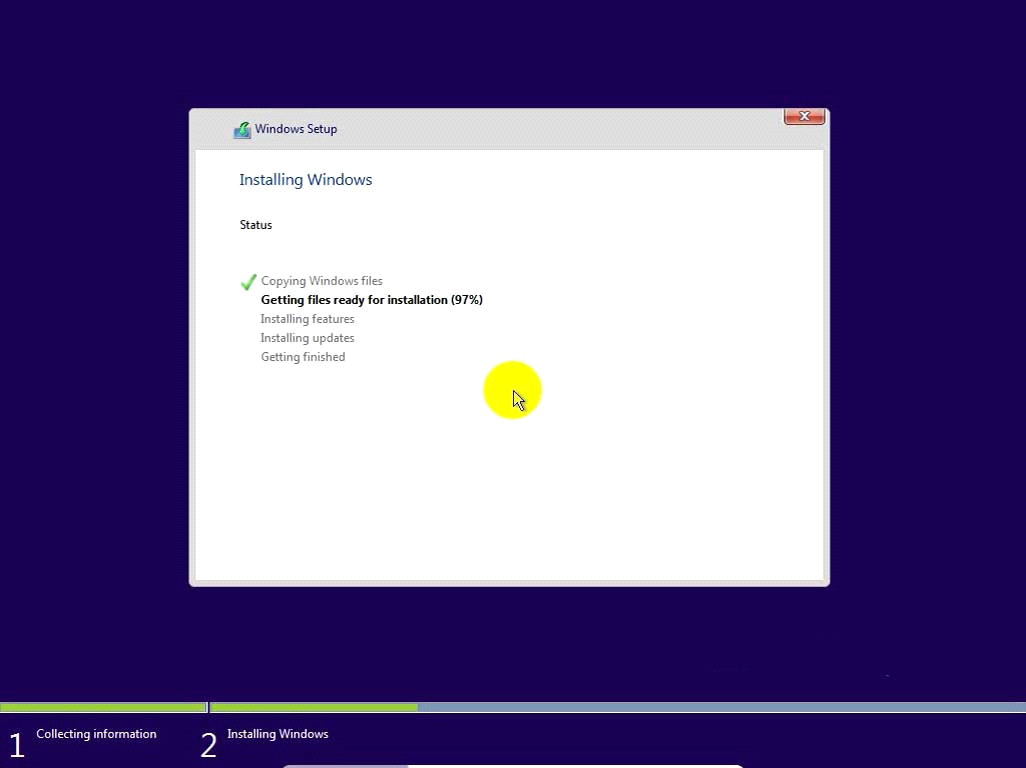 Windows Setup
Installing Windows
Status
Copying Windows files
Getting files ready for installation (97%)
Installing features
Installing updates
Getting finished
1 Collecting information
2 Installing Windows